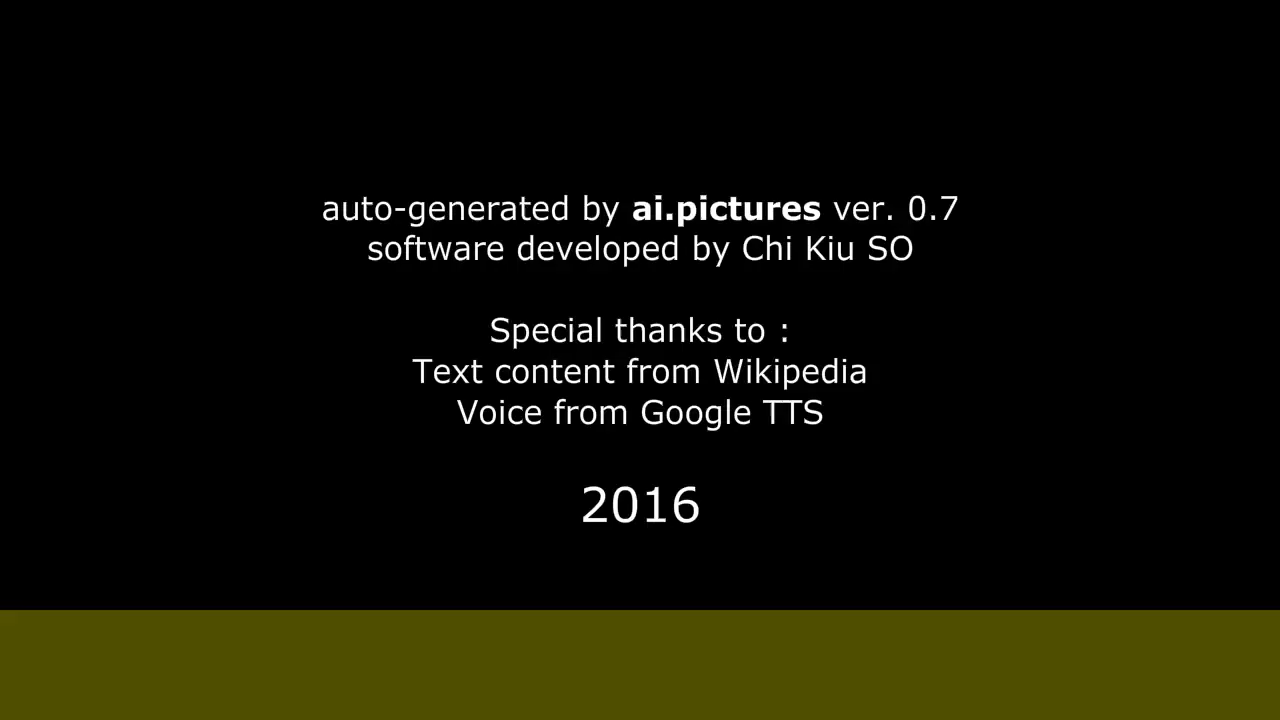 auto-generated by ai.pictures ver. 0.7
software developed by Chi Kiu SO
Special thanks to :
Text content from Wikipedia
Voice from Google TTS
2016